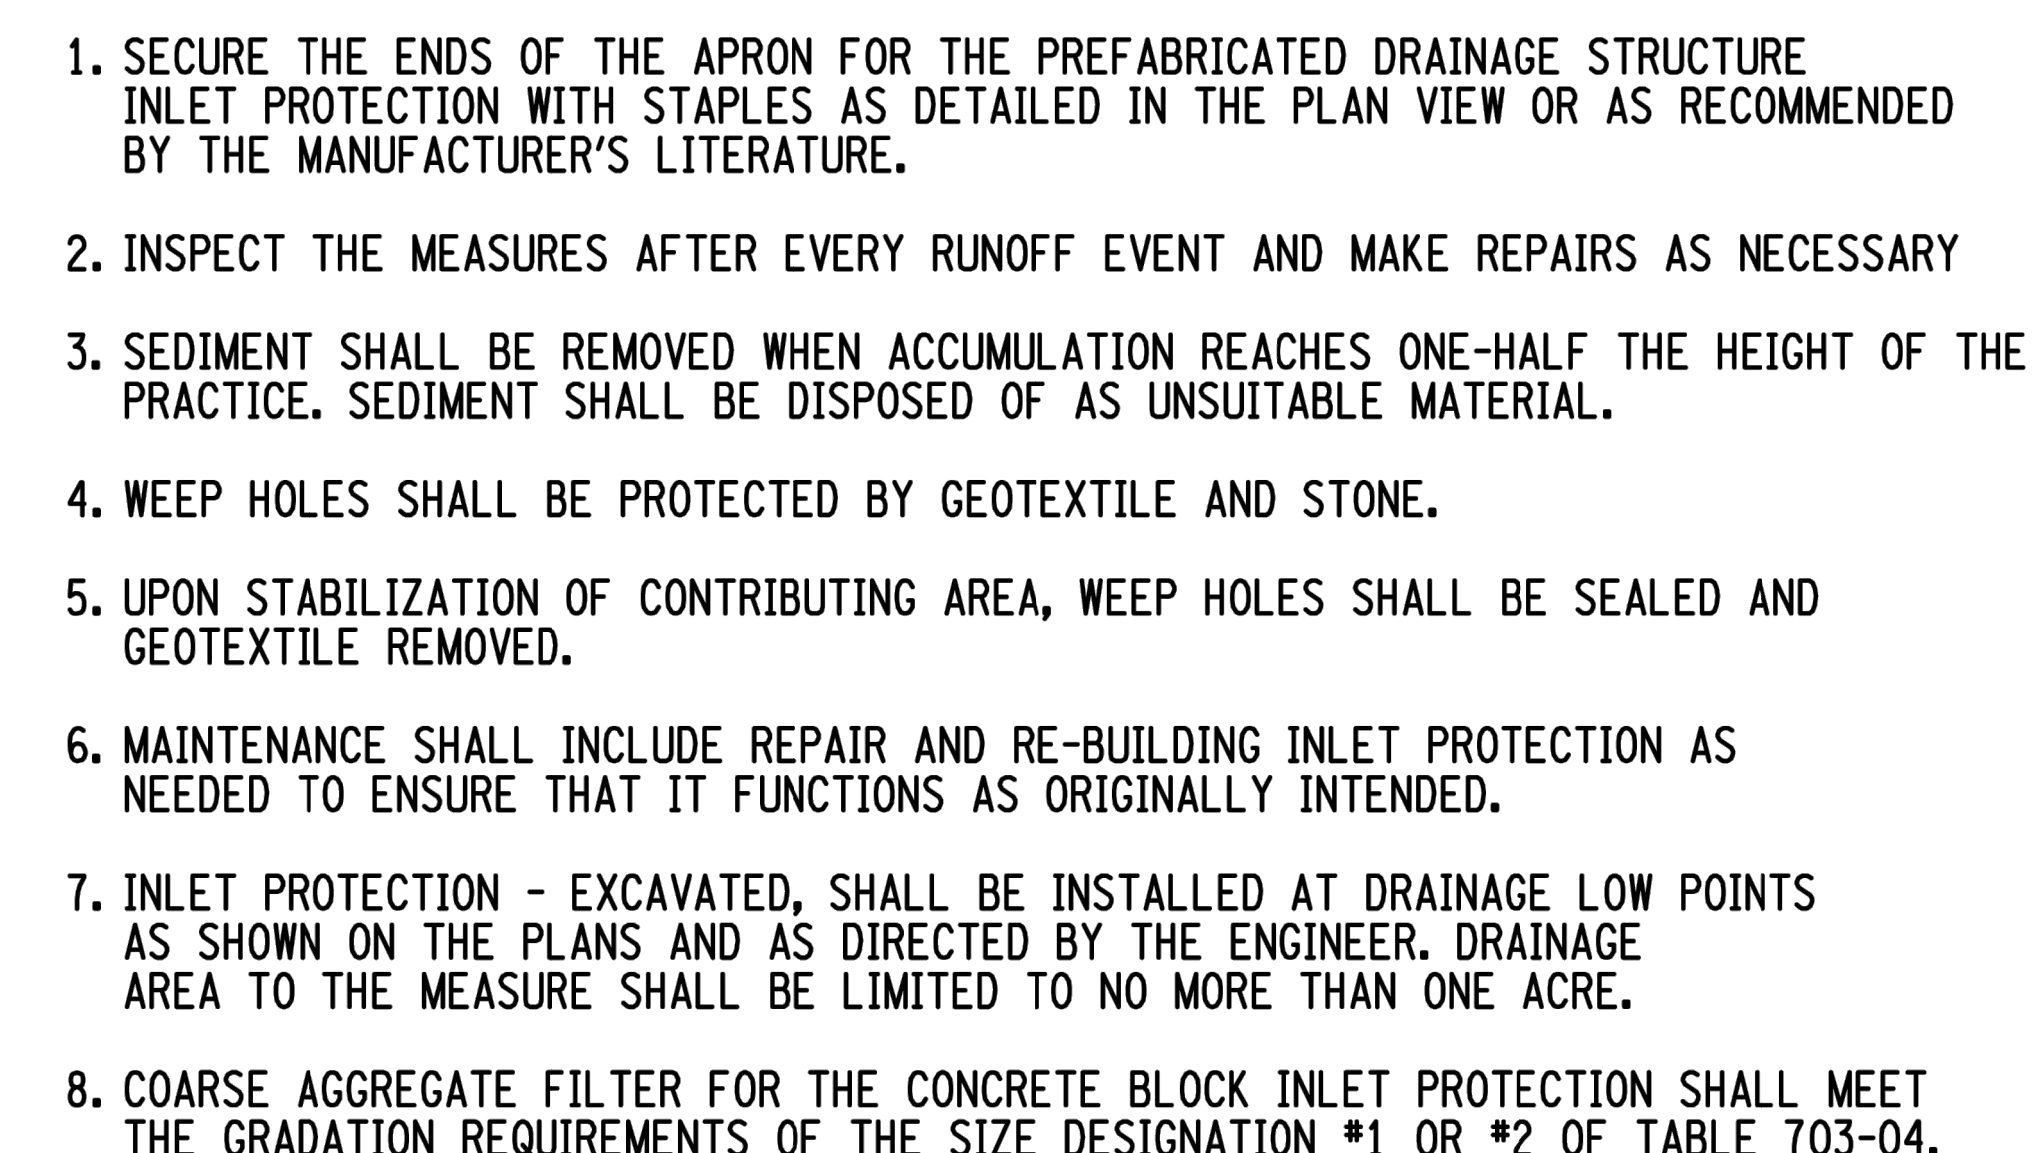 1. SECURE THE ENDS OF THE APRON FOR THE PREFABRICATED DRAINAGE STRUCTURE
INLET PROTECTION WITH STAPLES AS DETAILED IN THE PLAN VIEW OR AS RECOMMENDED
BY THE MANUFACTURER'S LITERATURE.
2. INSPECT THE MEASURES AFTER EVERY RUNOFF EVENT AND MAKE REPAIRS AS NECESSARY
3. SEDIMENT SHALL BE REMOVED WHEN ACCUMULATION REACHES ONE-HALF THE HEIGHT OF THE
PRACTICE. SEDIMENT SHALL BE DISPOSED OF AS UNSUITABLE MATERIAL.
4. WEEP HOLES SHALL BE PROTECTED BY GEOTEXTILE AND STONE.
5. UPON STABILIZATION OF CONTRIBUTING AREA, WEEP HOLES SHALL BE SEALED AND
GEOTEXTILE REMOVED.
6. MAINTENANCE SHALL INCLUDE REPAIR AND RE-BUILDING INLET PROTECTION AS
NEEDED TO ENSURE THAT IT FUNCTIONS AS ORIGINALLY INTENDED.
7. INLET PROTECTION - EXCAVATED, SHALL BE INSTALLED AT DRAINAGE LOW POINTS
AS SHOWN ON THE PLANS AND AS DIRECTED BY THE ENGINEER. DRAINAGE
AREA TO THE MEASURE SHALL BE LIMITED TO NO MORE THAN ONE ACRE.
8. COARSE AGGREGATE FILTER FOR THE CONCRETE BLOCK INLET PROTECTION SHALL MEET
THE GRADATION REQUIREMENTS OF THE SIZE DESIGNATION #1 OR #2 OF TABLE 703-04.